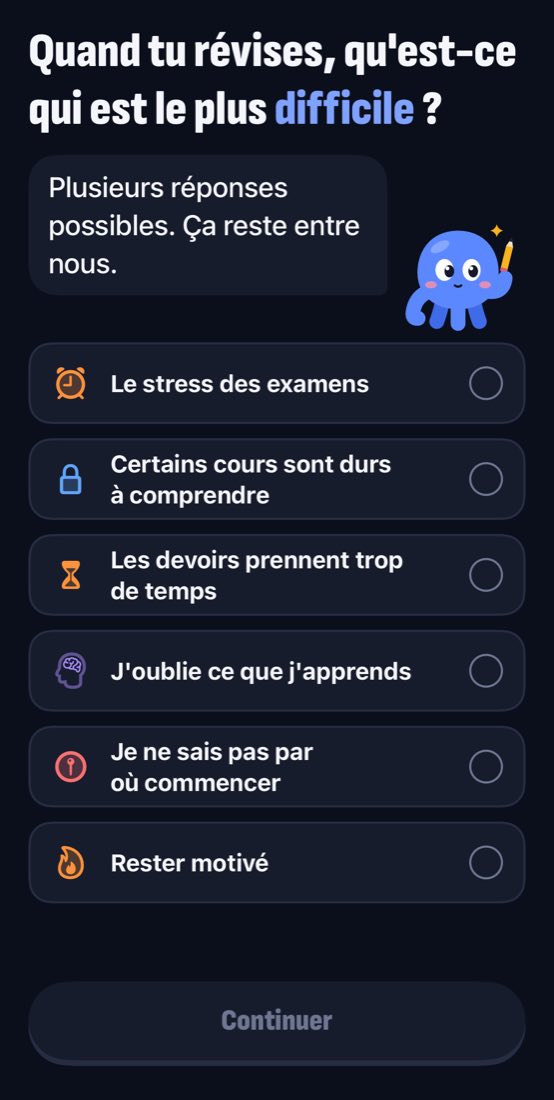 Quand tu révises, qu'est-ce
qui est le plus difficile ?
Plusieurs réponses
possibles. Ça reste entre
nous.
Le stress des examens
Certains cours sont durs
à comprendre
Les devoirs prennent trop
de temps
J'oublie ce que j'apprends
Je ne sais pas par
où commencer
Rester motivé
Continuer